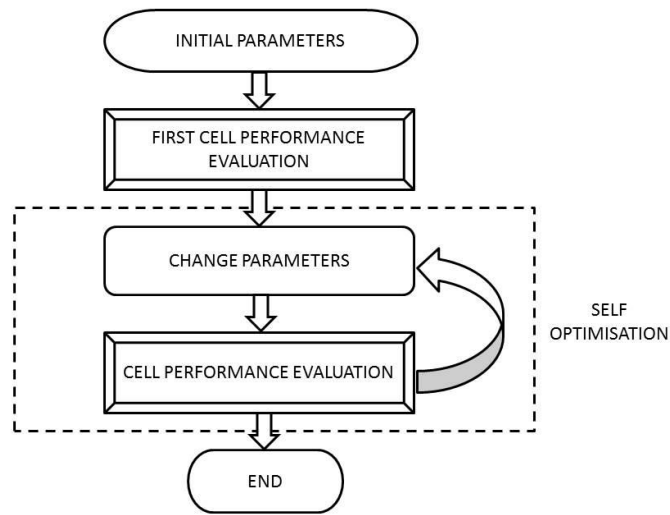 INITIAL PARAMETERS
FIRST CELL PERFORMANCE
EVALUATION
CHANGE PARAMETERS
SELF
OPTIMISATION
CELL PERFORMANCE EVALUATION
END